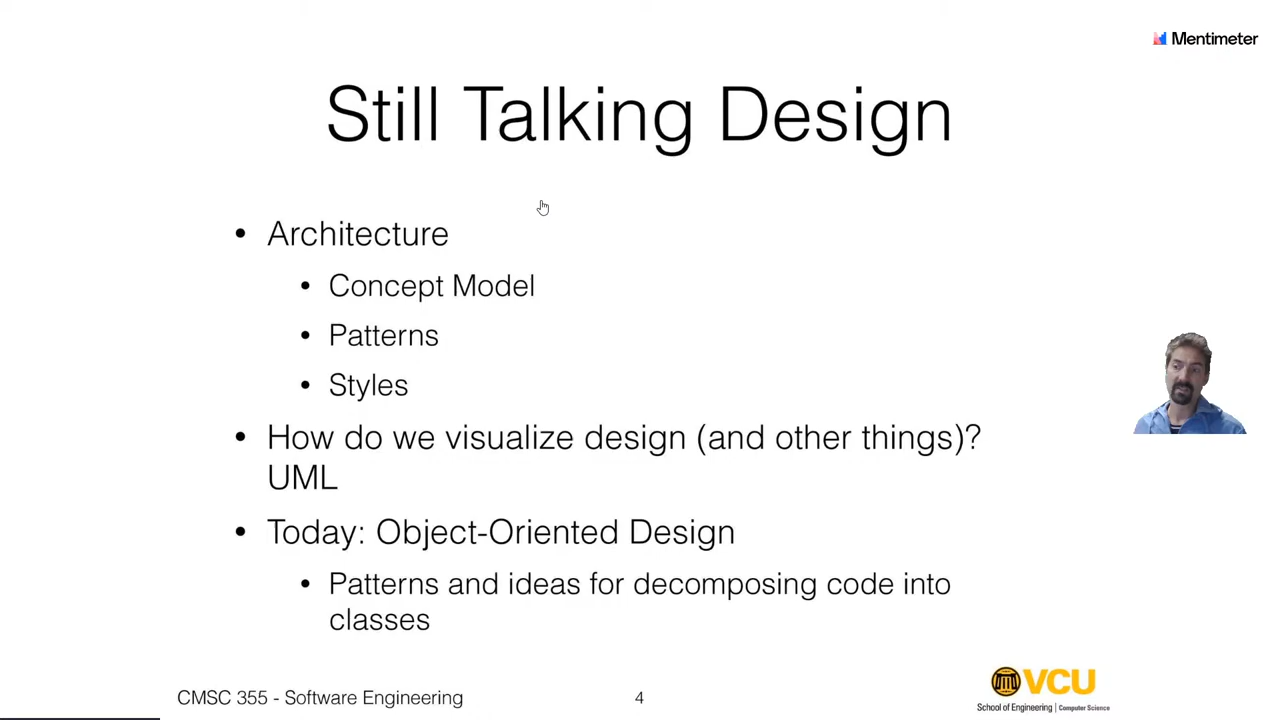 Mentimeter
Still Talking Design
• Architecture
• Concept Model
• Patterns
• Styles
• How do we visualize design (and other things)?
UML
• Today: Object-Oriented Design
• Patterns and ideas for decomposing code into
classes
CMSC 355 - Software Engineering
4
VCU
School of Engineering | Computer Science